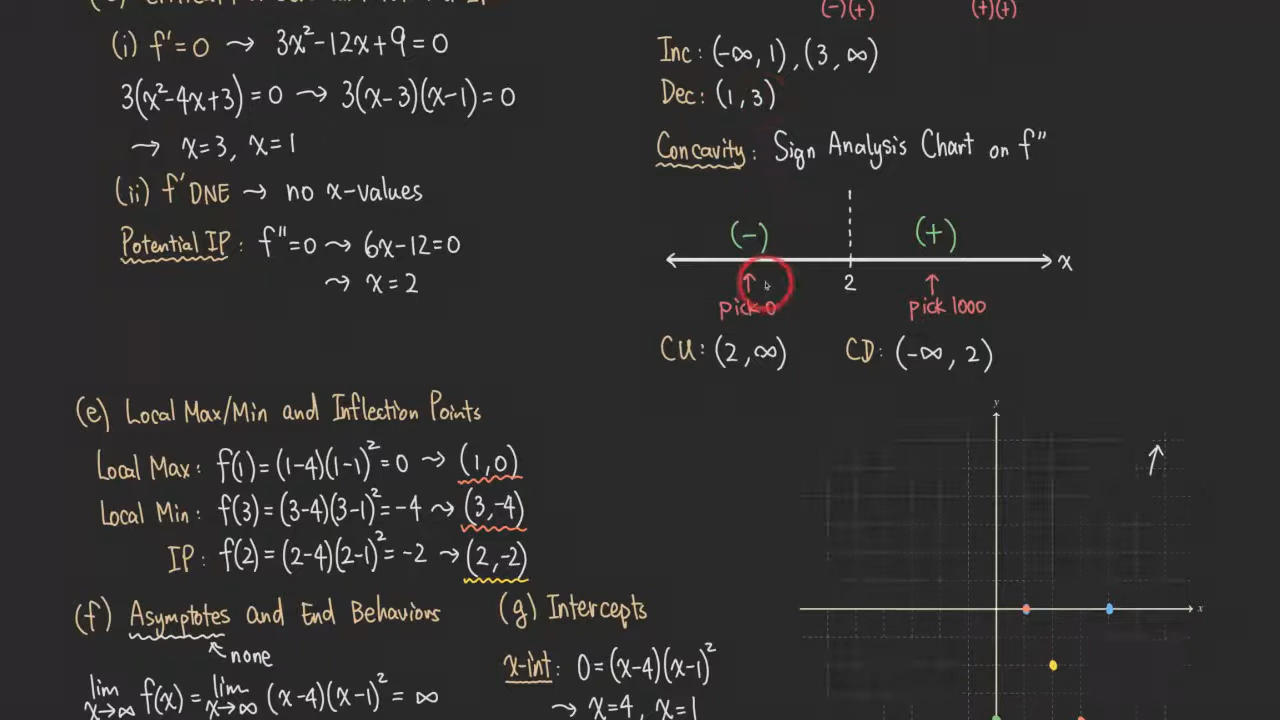 (i) f'=0 → 3x²-12x+9=0
3(x²-4x+3)=0 → 3(x-3)(x-1)=0
→ x=3, x=1
(ii) f' DNE → no x-values
Potential IP: f''=0 → 6x-12=0
→ x=2
(-)(+) (+)(+)
Inc: (-∞, 1), (3, ∞)
Dec: (1, 3)
Concavity: Sign Analysis Chart on f''
(-) (+)
x
2
pick 0 pick 1000
CU: (2, ∞) CD: (-∞, 2)
(e) Local Max/Min and Inflection Points
Local Max: f(1)=(1-4)(1-1)²=0 → (1,0)
Local Min: f(3)=(3-4)(3-1)²=-4 → (3,-4)
IP: f(2)=(2-4)(2-1)²=-2 → (2,-2)
(f) Asymptotes and End Behaviors
none
lim x→∞ f(x)= lim x→∞ (x-4)(x-1)²=∞
(g) Intercepts
x-int: 0=(x-4)(x-1)²
→ x=4, x=1
y
x